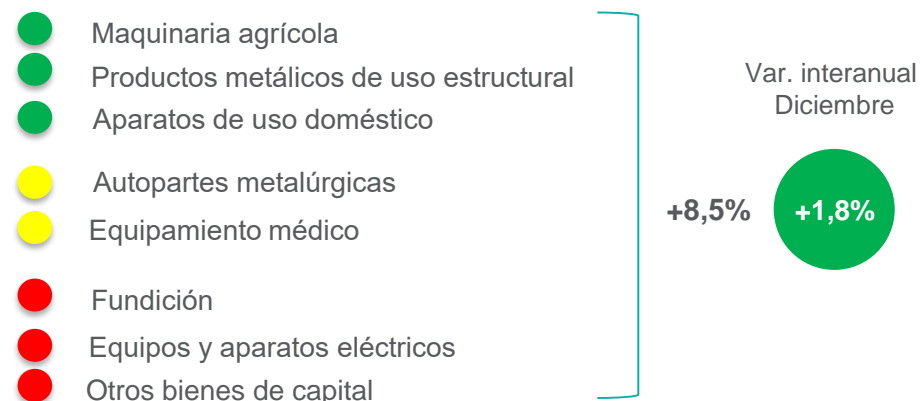 Maquinaria agrícola
Productos metálicos de uso estructural
Aparatos de uso doméstico
Autopartes metalúrgicas
Equipamiento médico
Fundición
Equipos y aparatos eléctricos
Otros bienes de capital
Var. interanual
Diciembre
+8,5%
+1,8%